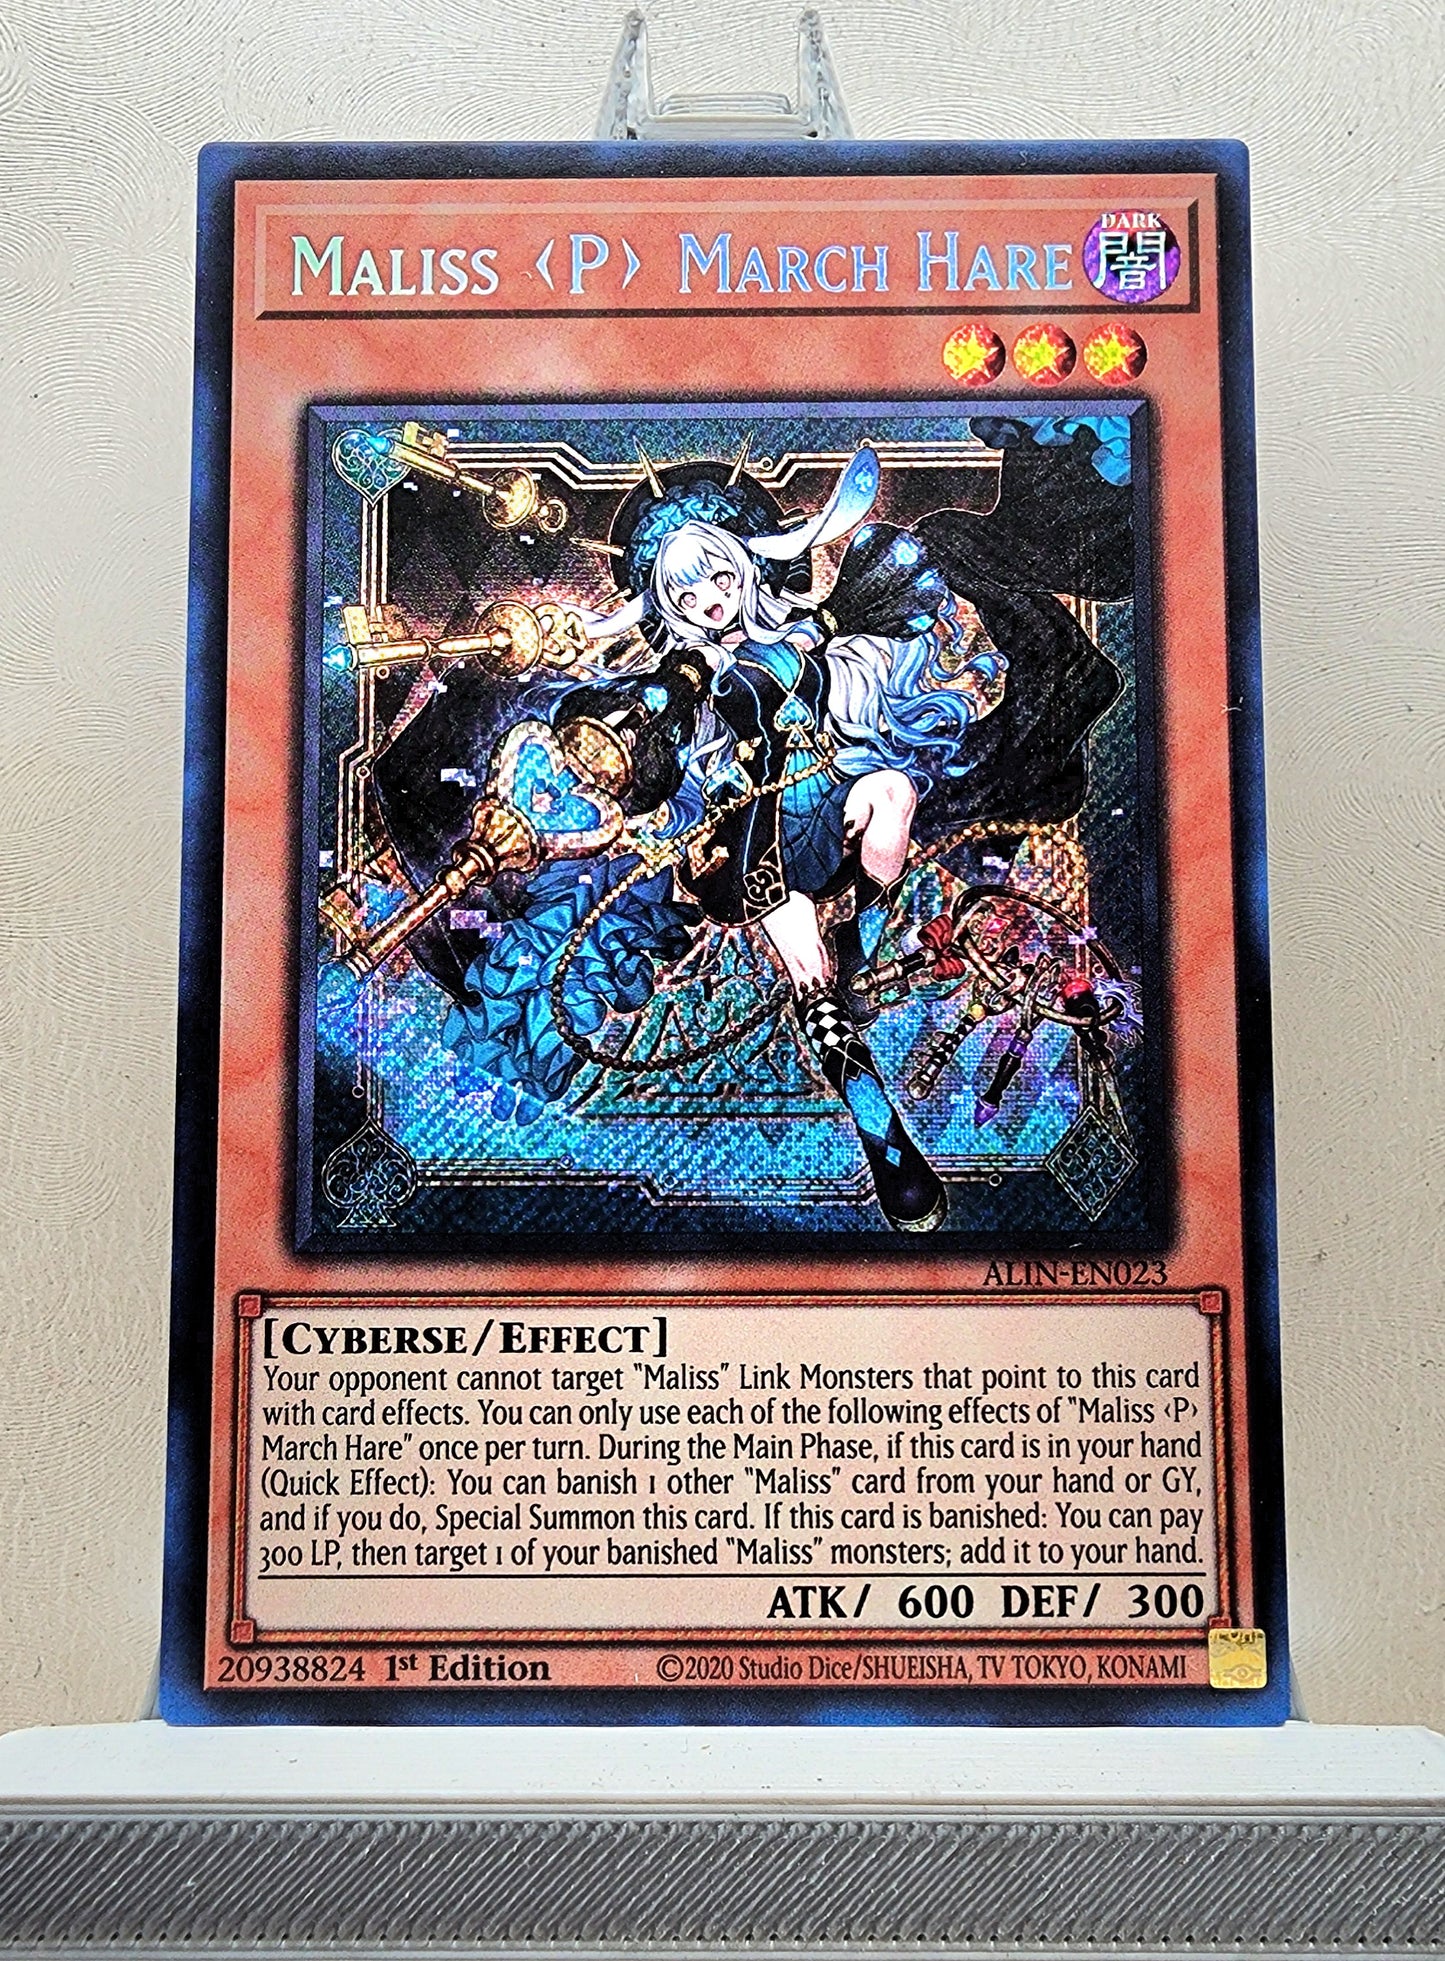 MALISS <P> MARCH HARE
DARK
闇
ALIN-EN023
[CYBERSE/EFFECT]
Your opponent cannot target "Maliss" Link Monsters that point to this card
with card effects. You can only use each of the following effects of "Maliss <P>
March Hare" once per turn. During the Main Phase, if this card is in your hand
(Quick Effect): You can banish 1 other "Maliss" card from your hand or GY,
and if you do, Special Summon this card. If this card is banished: You can pay
300 LP, then target 1 of your banished "Maliss" monsters; add it to your hand.
ATK/ 600 DEF/ 300
20938824 1st Edition ©2020 Studio Dice/SHUEISHA, TV TOKYO, KONAMI